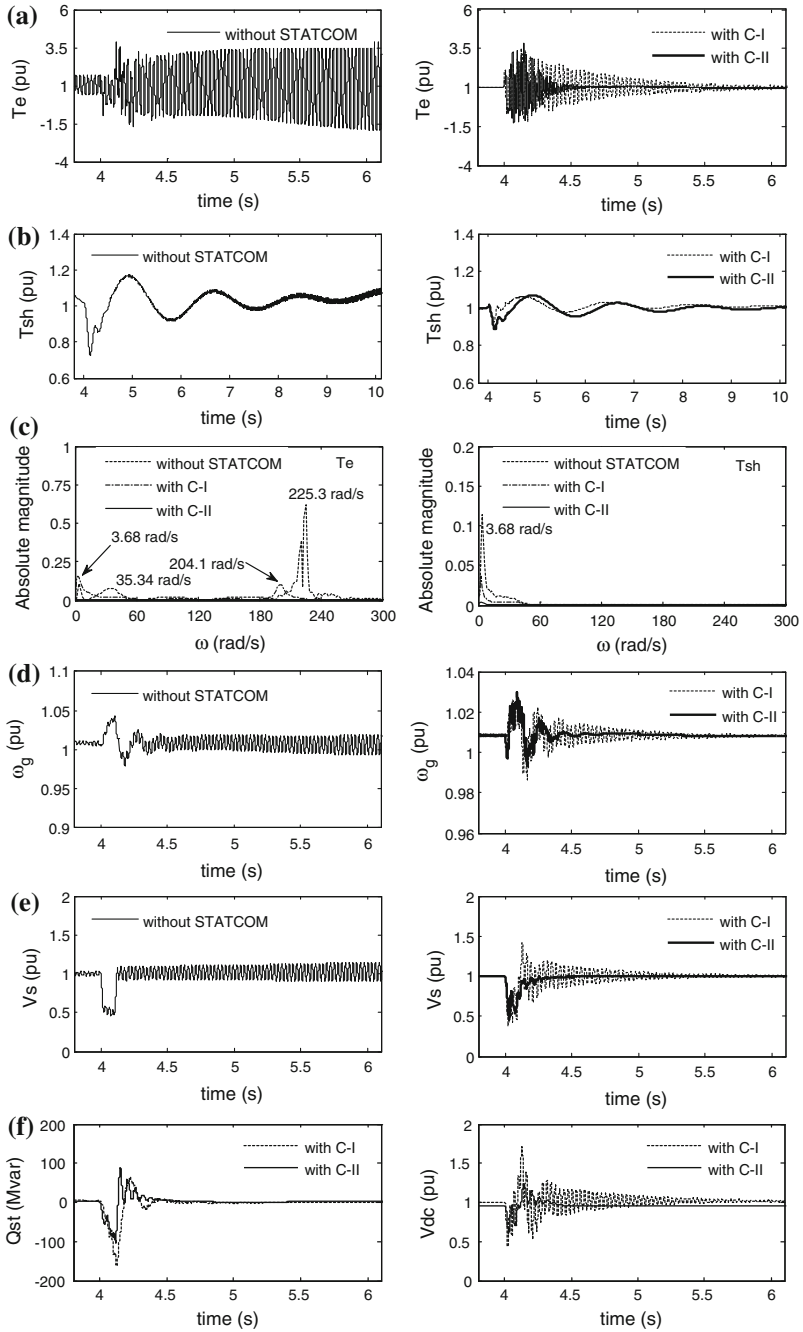 (a)
6
3.5
1
-1.5
-4
Te (pu)
without STATCOM
4 4.5 5 5.5 6
time (s)
6
3.5
1
-1.5
-4
Te (pu)
with C-I
with C-II
4 4.5 5 5.5 6
time (s)
(b)
1.4
1.2
1
0.8
0.6
Tsh (pu)
without STATCOM
4 5 6 7 8 9 10
time (s)
1.4
1.2
1
0.8
0.6
Tsh (pu)
with C-I
with C-II
4 5 6 7 8 9 10
time (s)
(c)
1
0.75
0.5
0.25
0
Absolute magnitude
without STATCOM
Te
with C-I
with C-II
225.3 rad/s
3.68 rad/s
204.1 rad/s
35.34 rad/s
0 60 120 180 240 300
ω (rad/s)
0.2
0.15
0.1
0.05
0
Absolute magnitude
without STATCOM
Tsh
with C-I
with C-II
3.68 rad/s
0 60 120 180 240 300
ω (rad/s)
(d)
1.1
1.05
1
0.95
0.9
ωg (pu)
without STATCOM
4 4.5 5 5.5 6
time (s)
1.04
1.02
1
0.98
0.96
ωg (pu)
with C-I
with C-II
4 4.5 5 5.5 6
time (s)
(e)
2
1.5
1
0.5
0
Vs (pu)
without STATCOM
4 4.5 5 5.5 6
time (s)
2
1.5
1
0.5
0
Vs (pu)
with C-I
with C-II
4 4.5 5 5.5 6
time (s)
(f)
200
100
0
-100
-200
Qst (Mvar)
with C-I
with C-II
4 4.5 5 5.5 6
time (s)
2
1.5
1
0.5
0
Vdc (pu)
with C-I
with C-II
4 4.5 5 5.5 6
time (s)